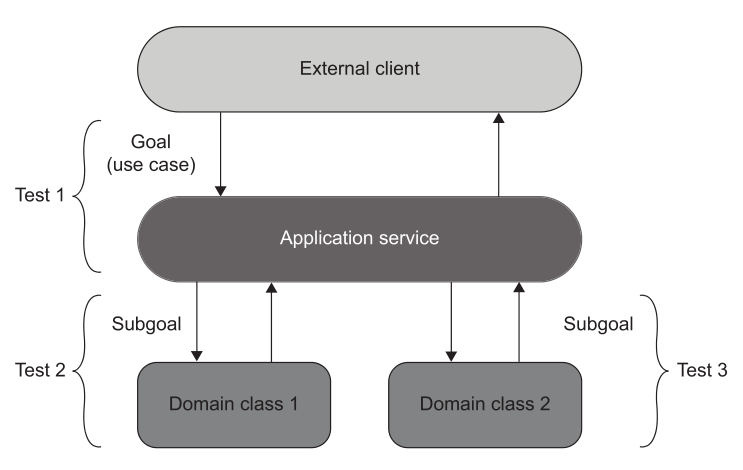 External client
Goal
(use case)
Test 1
Application service
Subgoal
Subgoal
Test 2
Test 3
Domain class 1
Domain class 2